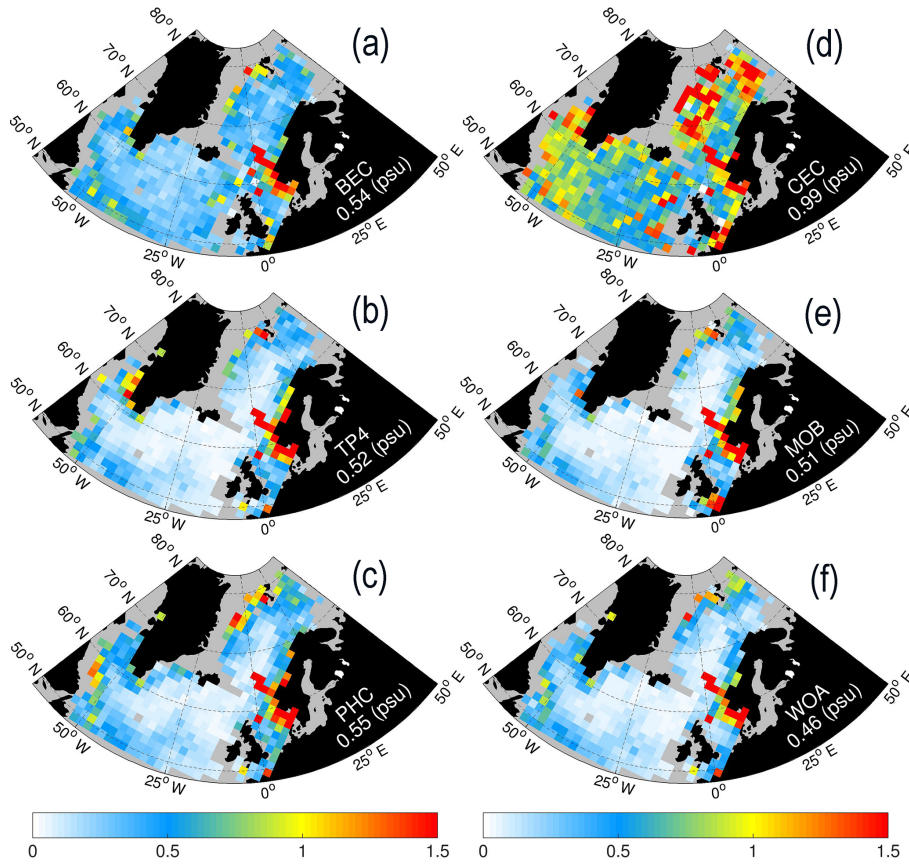 (a)
80° N
70° N
60° N
50° N
50° W
25° W
0°
25° E
50° E
BEC
0.54 (psu)
(d)
80° N
70° N
60° N
50° N
50° W
25° W
0°
25° E
50° E
CEC
0.99 (psu)
(b)
80° N
70° N
60° N
50° N
50° W
25° W
0°
25° E
50° E
TP4
0.52 (psu)
(e)
80° N
70° N
60° N
50° N
50° W
25° W
0°
25° E
50° E
MOB
0.51 (psu)
(c)
80° N
70° N
60° N
50° N
50° W
25° W
0°
25° E
50° E
PHC
0.55 (psu)
(f)
80° N
70° N
60° N
50° N
50° W
25° W
0°
25° E
50° E
WOA
0.46 (psu)
0 0.5 1 1.5
0 0.5 1 1.5